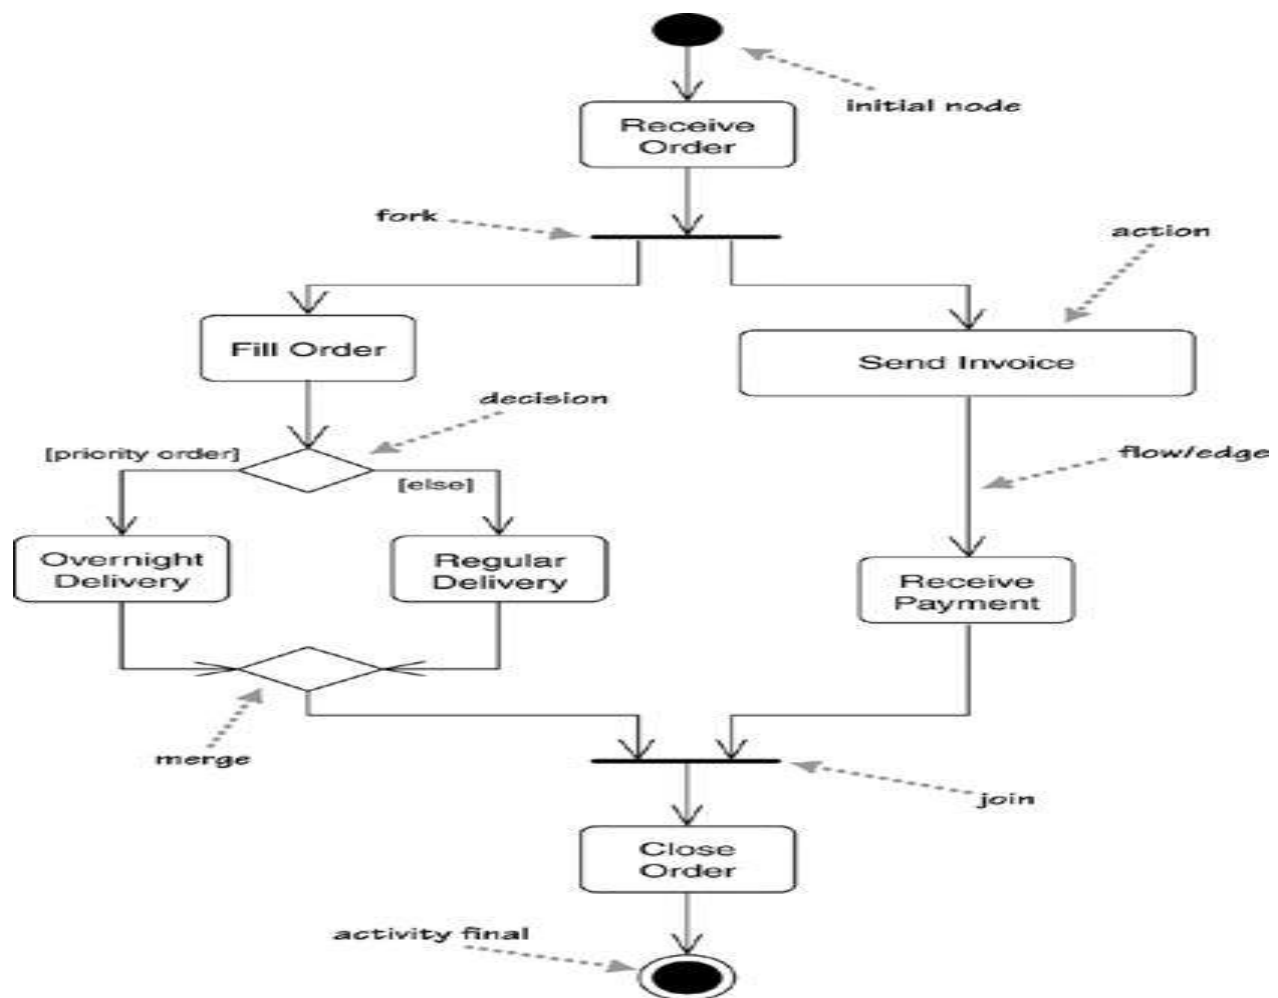 initial node
Receive
Order
fork
action
Fill Order
Send Invoice
decision
[priority order]
[else]
flow/edge
Overnight
Delivery
Regular
Delivery
Receive
Payment
merge
join
Close
Order
activity final